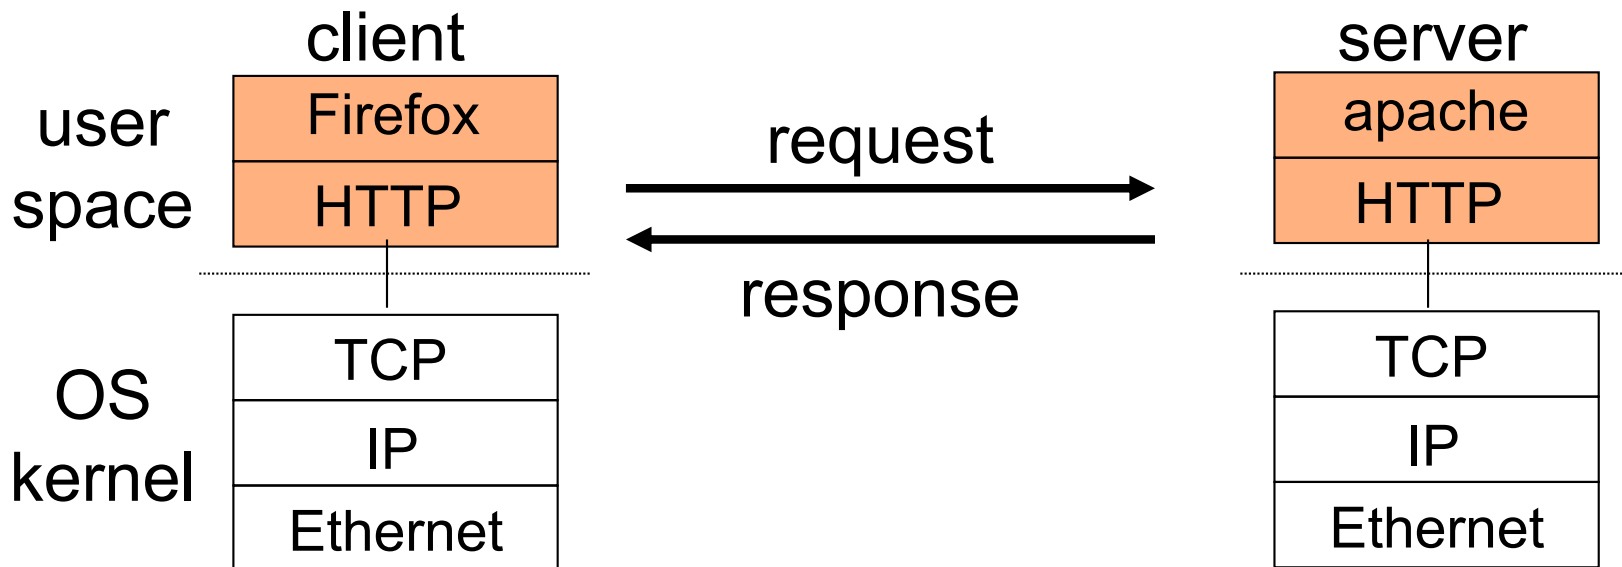 client
server
user
space
Firefox
HTTP
request
response
apache
HTTP
OS
kernel
TCP
IP
Ethernet
TCP
IP
Ethernet